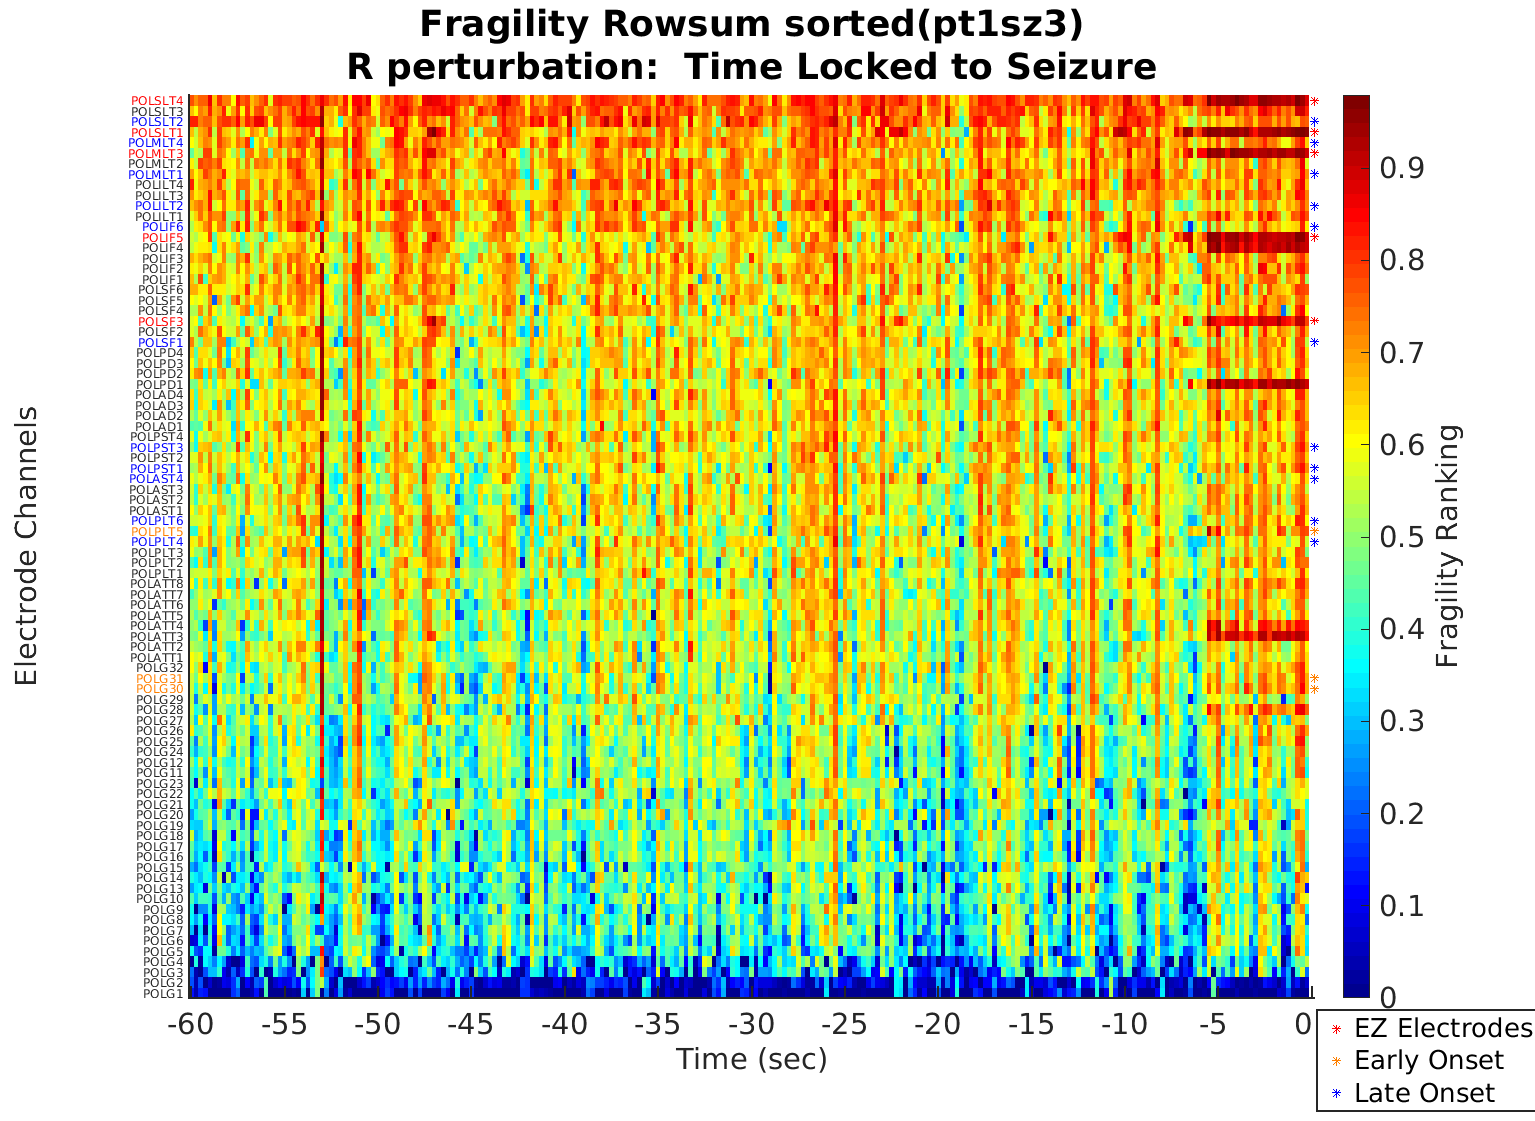 Fragility Rowsum sorted(pt1sz3)
R perturbation:  Time Locked to Seizure
Electrode Channels
POLSLT4
POLSLT3
POLSLT2
POLSLT1
POLMLT4
POLMLT3
POLMLT2
POLMLT1
POLILT4
POLILT3
POLILT2
POLILT1
POLIF6
POLIF5
POLIF4
POLIF3
POLIF2
POLIF1
POLSF6
POLSF5
POLSF4
POLSF3
POLSF2
POLSF1
POLPD4
POLPD3
POLPD2
POLPD1
POLAD4
POLAD3
POLAD2
POLAD1
POLPST4
POLPST3
POLPST2
POLPST1
POLAST4
POLAST3
POLAST2
POLAST1
POLPLT6
POLPLT5
POLPLT4
POLPLT3
POLPLT2
POLPLT1
POLATT8
POLATT7
POLATT6
POLATT5
POLATT4
POLATT3
POLATT2
POLATT1
POLG32
POLG31
POLG30
POLG29
POLG28
POLG27
POLG26
POLG25
POLG24
POLG12
POLG11
POLG23
POLG22
POLG21
POLG20
POLG19
POLG18
POLG17
POLG16
POLG15
POLG14
POLG13
POLG10
POLG9
POLG8
POLG7
POLG6
POLG5
POLG4
POLG3
POLG2
POLG1
-60 -55 -50 -45 -40 -35 -30 -25 -20 -15 -10 -5 0
Time (sec)
0.9
0.8
0.7
0.6
0.5
0.4
0.3
0.2
0.1
0
Fragility Ranking
EZ Electrodes
Early Onset
Late Onset